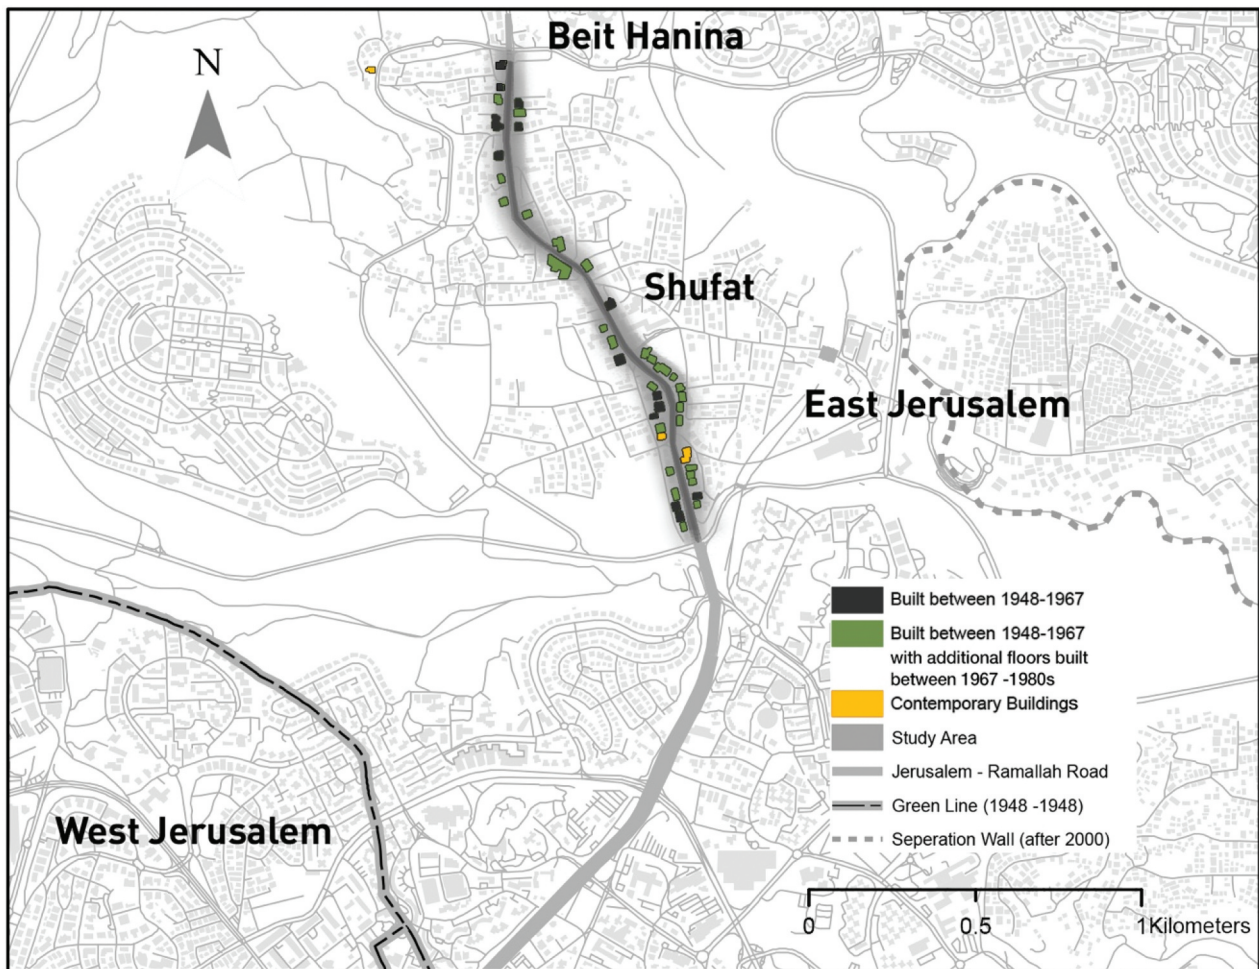 Beit Hanina
N
Shufat
East Jerusalem
West Jerusalem
Built between 1948-1967
Built between 1948-1967
with additional floors built
between 1967 -1980s
Contemporary Buildings
Study Area
Jerusalem - Ramallah Road
Green Line (1948 -1948)
Seperation Wall (after 2000)
0 0.5 1Kilometers